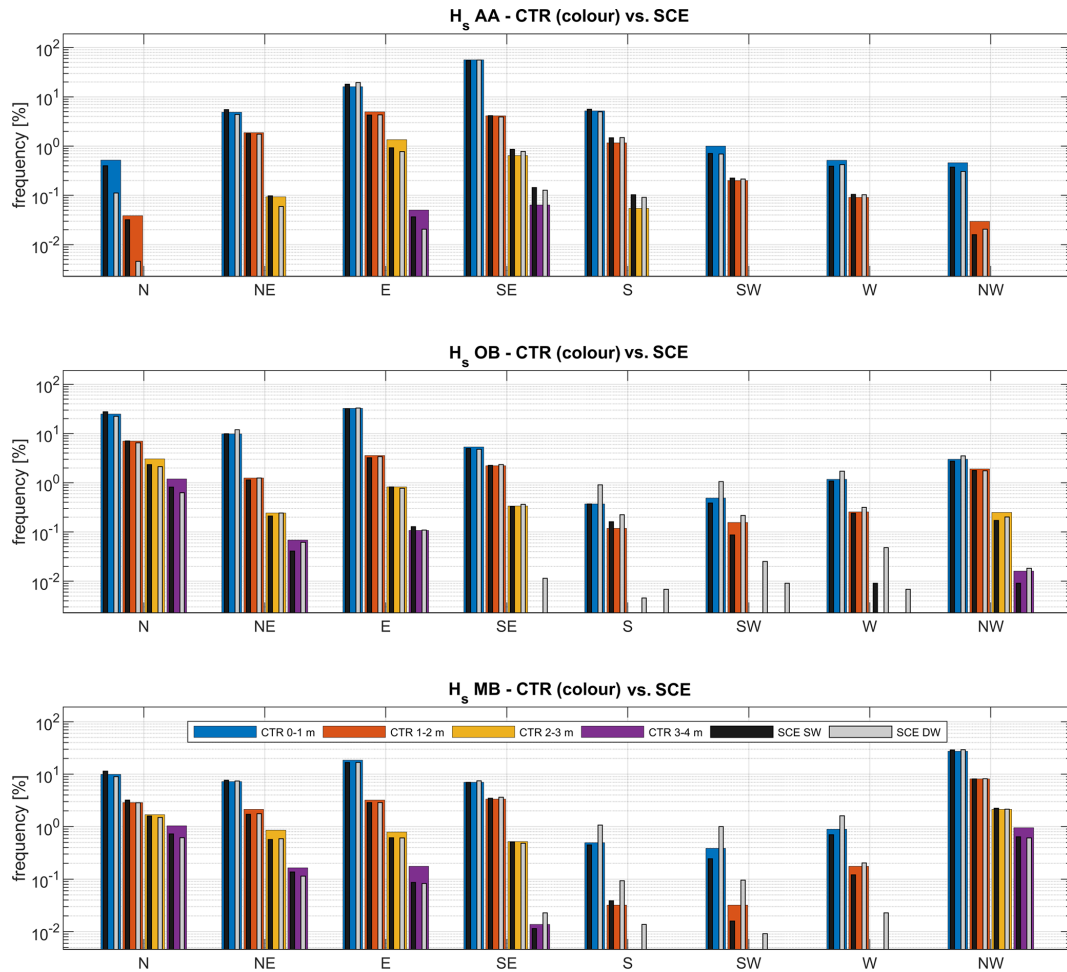 H_s AA - CTR (colour) vs. SCE
frequency [%]
10^2
10^1
10^0
10^-1
10^-2
N NE E SE S SW W NW
H_s OB - CTR (colour) vs. SCE
frequency [%]
10^2
10^1
10^0
10^-1
10^-2
N NE E SE S SW W NW
H_s MB - CTR (colour) vs. SCE
frequency [%]
10^2
CTR 0-1 m CTR 1-2 m CTR 2-3 m CTR 3-4 m SCE SW SCE DW
10^1
10^0
10^-1
10^-2
N NE E SE S SW W NW